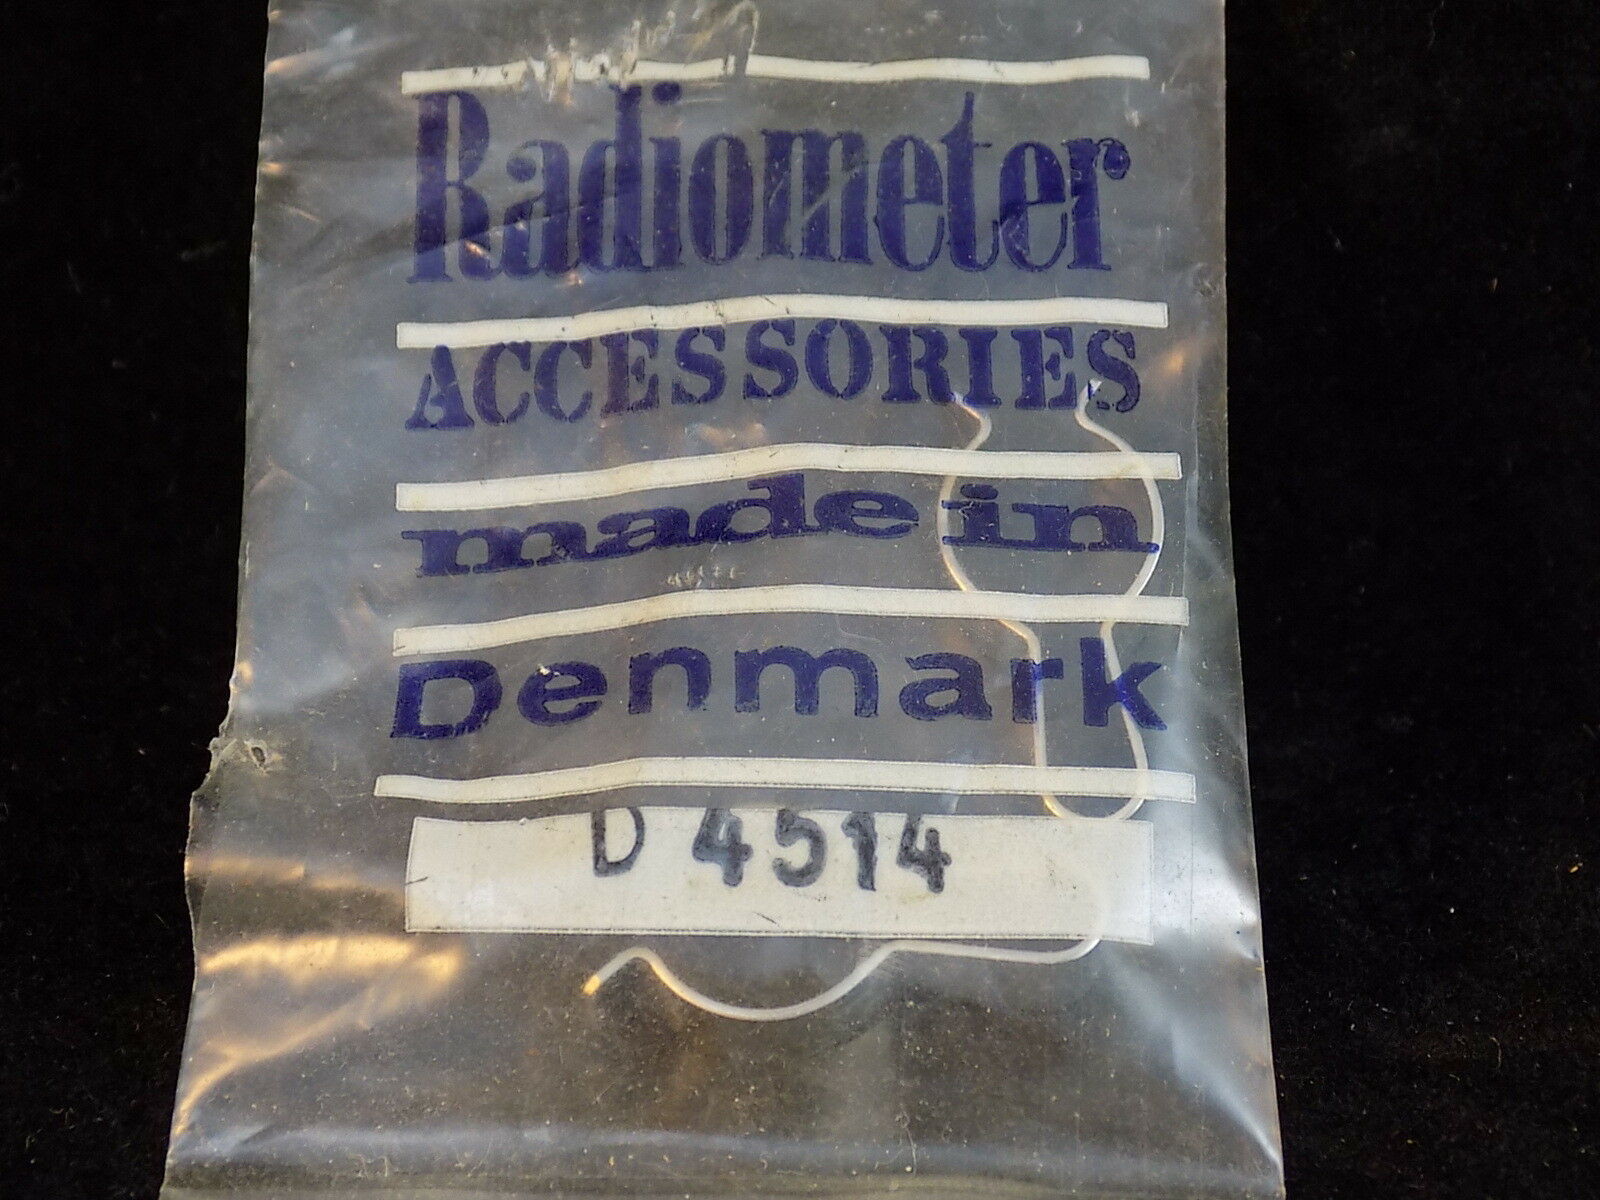 Radiometer
ACCESSORIES
made in
Denmark
D 4514